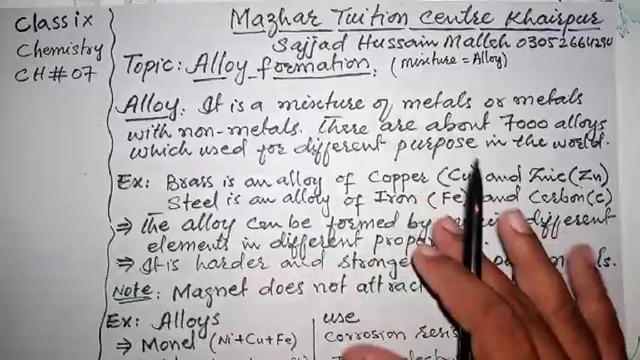 Class ix
Chemistry
CH#07
Mazhar Tuition Centre Khairpur
Sajjad Hussain Malleh 03052664290
Topic: Alloy formation. (mixture = Alloy)
Alloy: It is a mixture of metals or metals
with non-metals. There are about 7000 alloys
which used for different purpose in the world.
Ex: Brass is an alloy of Copper (Cu) and Zinc(Zn)
Steel is an alloy of Iron (Fe) and Carbon(C)
⇒ The alloy can be formed by different
elements in different
⇒ It is harder and
Note: Magnet does not attract
Ex: Alloys
use
⇒ Monel (Ni+Cu+Fe)
corrosion